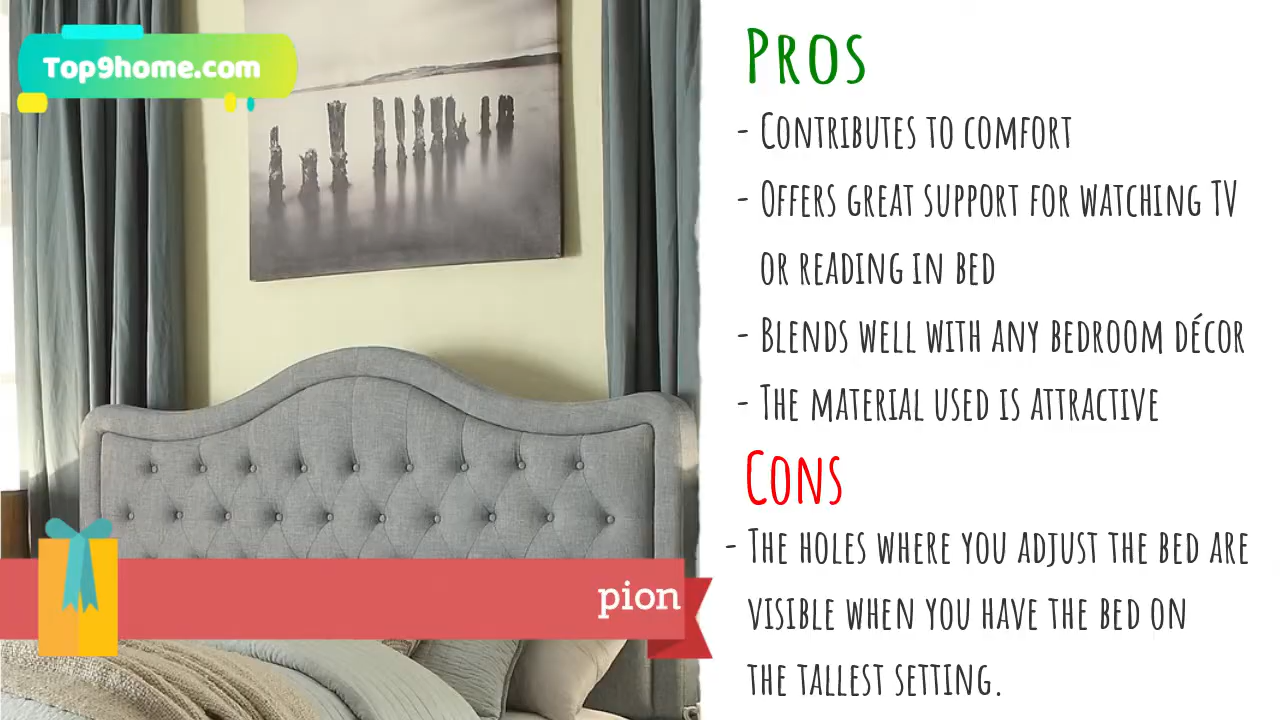 Top9home.com
Pros
- Contributes to comfort
- Offers great support for watching TV
or reading in bed
- Blends well with any bedroom décor
- The material used is attractive
Cons
- The holes where you adjust the bed are
visible when you have the bed on
the tallest setting.
pion